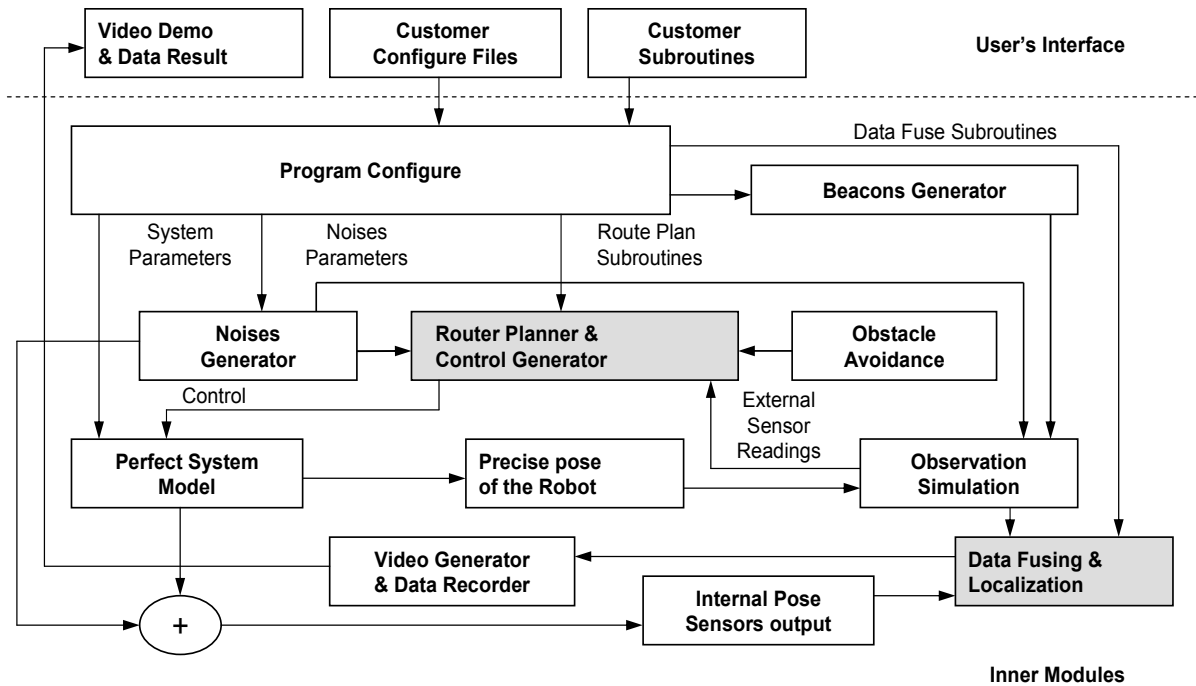 Video Demo
& Data Result
Customer
Configure Files
Customer
Subroutines
User's Interface
Data Fuse Subroutines
Program Configure
Beacons Generator
System
Parameters
Noises
Parameters
Route Plan
Subroutines
Noises
Generator
Router Planner &
Control Generator
Obstacle
Avoidance
Control
External
Sensor
Readings
Perfect System
Model
Precise pose
of the Robot
Observation
Simulation
Video Generator
& Data Recorder
Data Fusing &
Localization
Internal Pose
Sensors output
+
Inner Modules